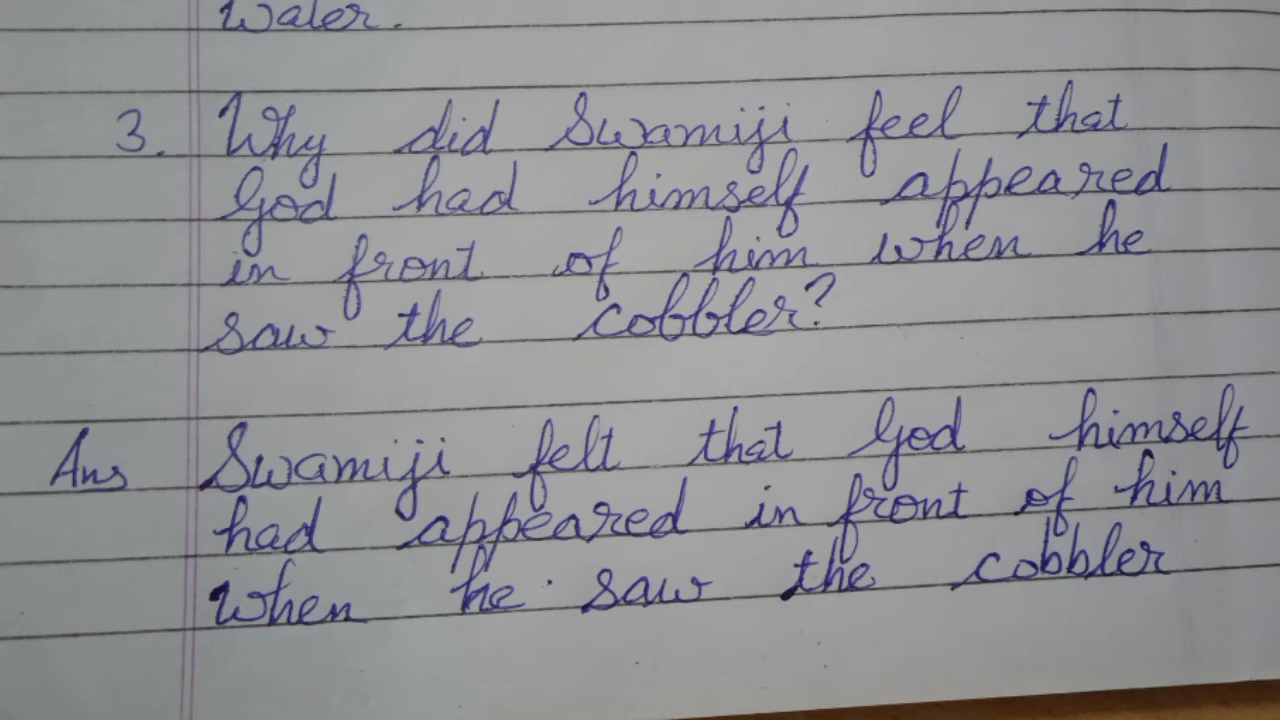 water.
3. Why did Swamiji feel that
God had himself appeared
in front of him when he
saw the cobbler?
Ans Swamiji felt that God himself
had appeared in front of him
when he saw the cobbler